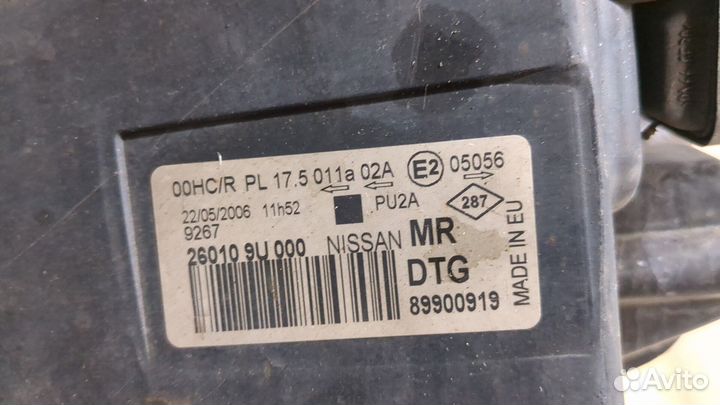 00HC/R PL 17.5 011a 02A E2 05056
22/05/2006 11h52 PU2A 287
9267
26010 9U 000 NISSAN MR
DTG
89900919
MADE IN EU
Avito